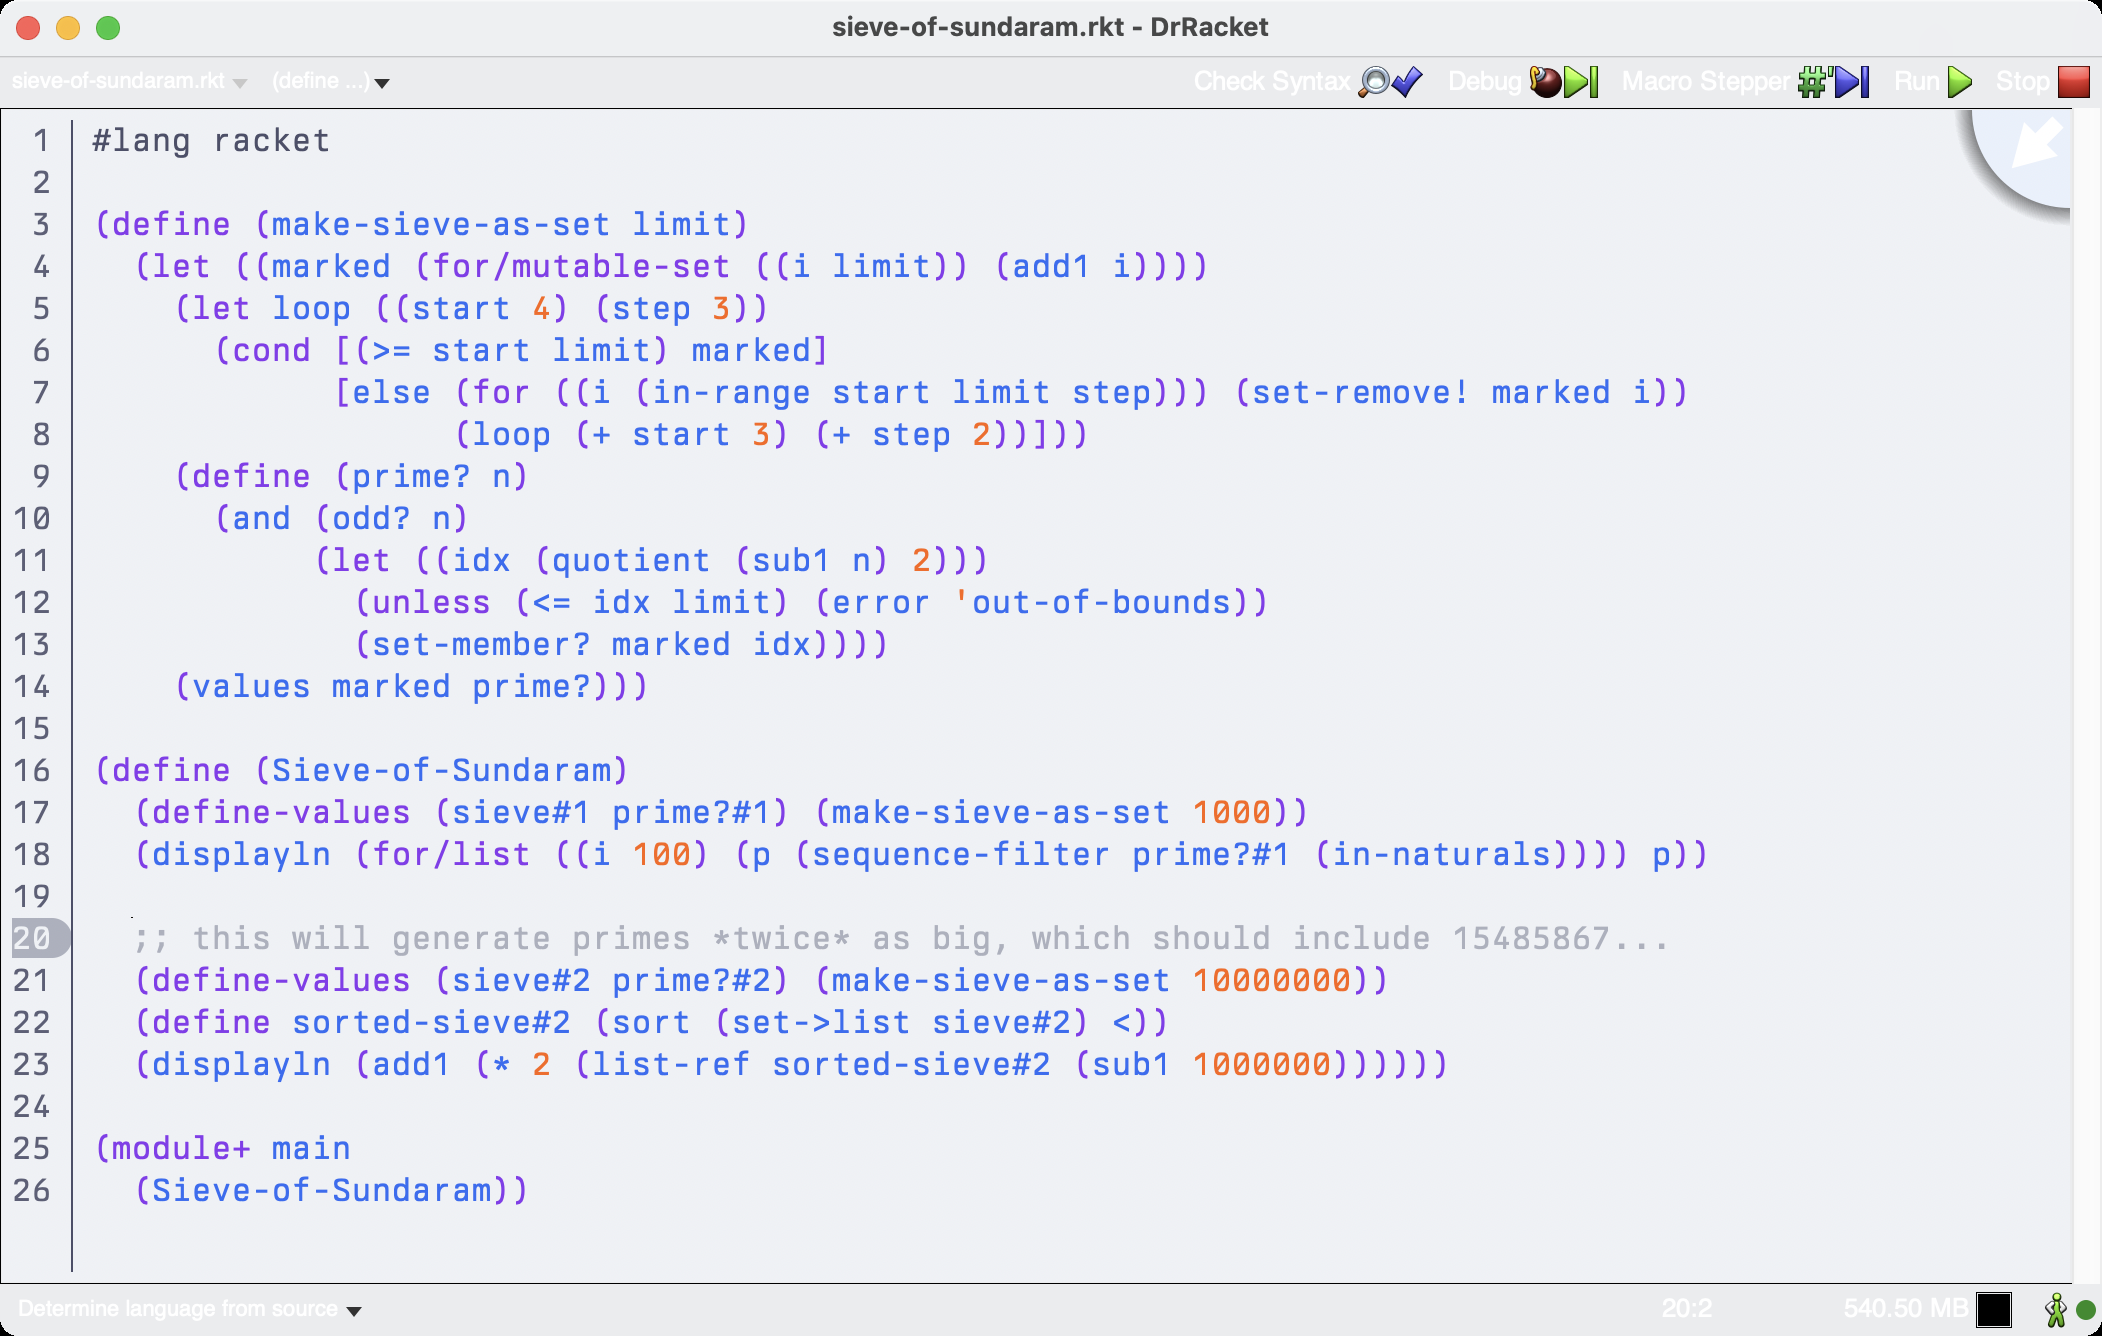 sieve-of-sundaram.rkt - DrRacket
sieve-of-sundaram.rkt (define ...) Check Syntax Debug Macro Stepper #' Run Stop
1 #lang racket
2
3 (define (make-sieve-as-set limit)
4   (let ((marked (for/mutable-set ((i limit)) (add1 i))))
5     (let loop ((start 4) (step 3))
6       (cond [(>= start limit) marked]
7             [else (for ((i (in-range start limit step))) (set-remove! marked i))
8                   (loop (+ start 3) (+ step 2))]))
9     (define (prime? n)
10       (and (odd? n)
11            (let ((idx (quotient (sub1 n) 2)))
12              (unless (<= idx limit) (error 'out-of-bounds))
13              (set-member? marked idx))))
14     (values marked prime?)))
15
16 (define (Sieve-of-Sundaram)
17   (define-values (sieve#1 prime?#1) (make-sieve-as-set 1000))
18   (displayln (for/list ((i 100) (p (sequence-filter prime?#1 (in-naturals)))) p))
19
20   ;; this will generate primes *twice* as big, which should include 15485867...
21   (define-values (sieve#2 prime?#2) (make-sieve-as-set 10000000))
22   (define sorted-sieve#2 (sort (set->list sieve#2) <))
23   (displayln (add1 (* 2 (list-ref sorted-sieve#2 (sub1 1000000))))))
24
25 (module+ main
26   (Sieve-of-Sundaram))
Determine language from source 20:2 540.50 MB